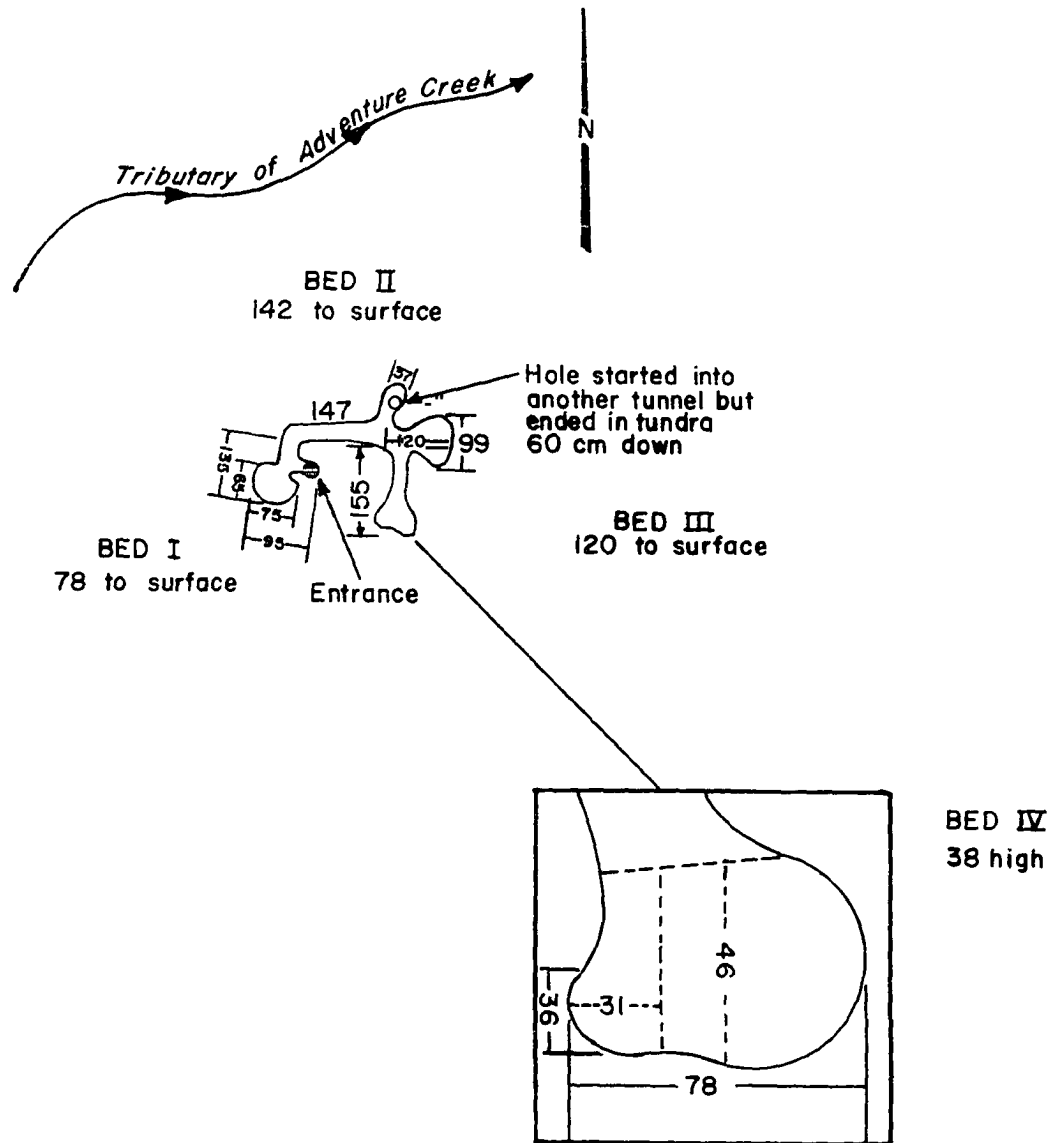 Tributary of Adventure Creek
N
BED II
142 to surface
37
Hole started into
another tunnel but
ended in tundra
60 cm down
147
120
99
135
65
155
75
95
BED I
78 to surface
Entrance
BED III
120 to surface
BED IV
38 high
46
36
31
78